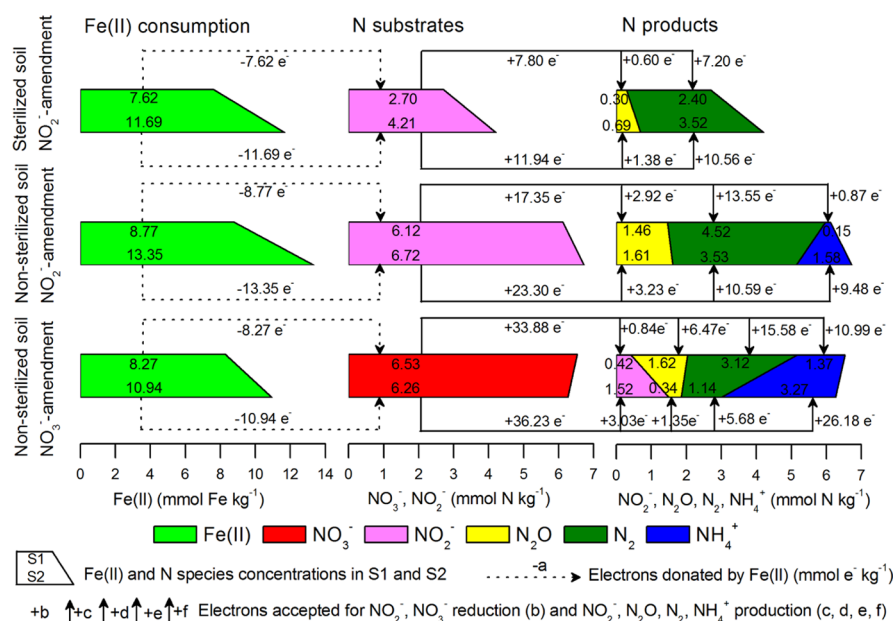 Fe(II) consumption N substrates N products
Sterilized soil
NO₂⁻-amendment
-7.62 e⁻ +7.80 e⁻ +0.60 e⁻ +7.20 e⁻
7.62 2.70 0.30 2.40
11.69 4.21 0.69 3.52
-11.69 e⁻ +11.94 e⁻ +1.38 e⁻ +10.56 e⁻
Non-sterilized soil
NO₂⁻-amendment
-8.77 e⁻ +17.35 e⁻ +2.92 e⁻ +13.55 e⁻ +0.87 e⁻
8.77 6.12 1.46 4.52 0.15
13.35 6.72 1.61 3.53 1.58
-13.35 e⁻ +23.30 e⁻ +3.23 e⁻ +10.59 e⁻ +9.48 e⁻
Non-sterilized soil
NO₃⁻-amendment
-8.27 e⁻ +33.88 e⁻ +0.84e⁻ +6.47e⁻ +15.58 e⁻ +10.99 e⁻
8.27 6.53 0.42 1.62 3.12 1.37
10.94 6.26 1.52 0.34 1.14 3.27
-10.94 e⁻ +36.23 e⁻ +3.03e⁻ +1.35e⁻ +5.68 e⁻ +26.18 e⁻
0 2 4 6 8 10 12 14 0 1 2 3 4 5 6 7 0 1 2 3 4 5 6 7
Fe(II) (mmol Fe kg⁻¹) NO₃⁻, NO₂⁻ (mmol N kg⁻¹) NO₂⁻, N₂O, N₂, NH₄⁺ (mmol N kg⁻¹)
Fe(II) NO₃⁻ NO₂⁻ N₂O N₂ NH₄⁺
S1
S2
Fe(II) and N species concentrations in S1 and S2 -a Electrons donated by Fe(II) (mmol e⁻ kg⁻¹)
+b +c +d +e +f Electrons accepted for NO₂⁻, NO₃⁻ reduction (b) and NO₂⁻, N₂O, N₂, NH₄⁺ production (c, d, e, f)